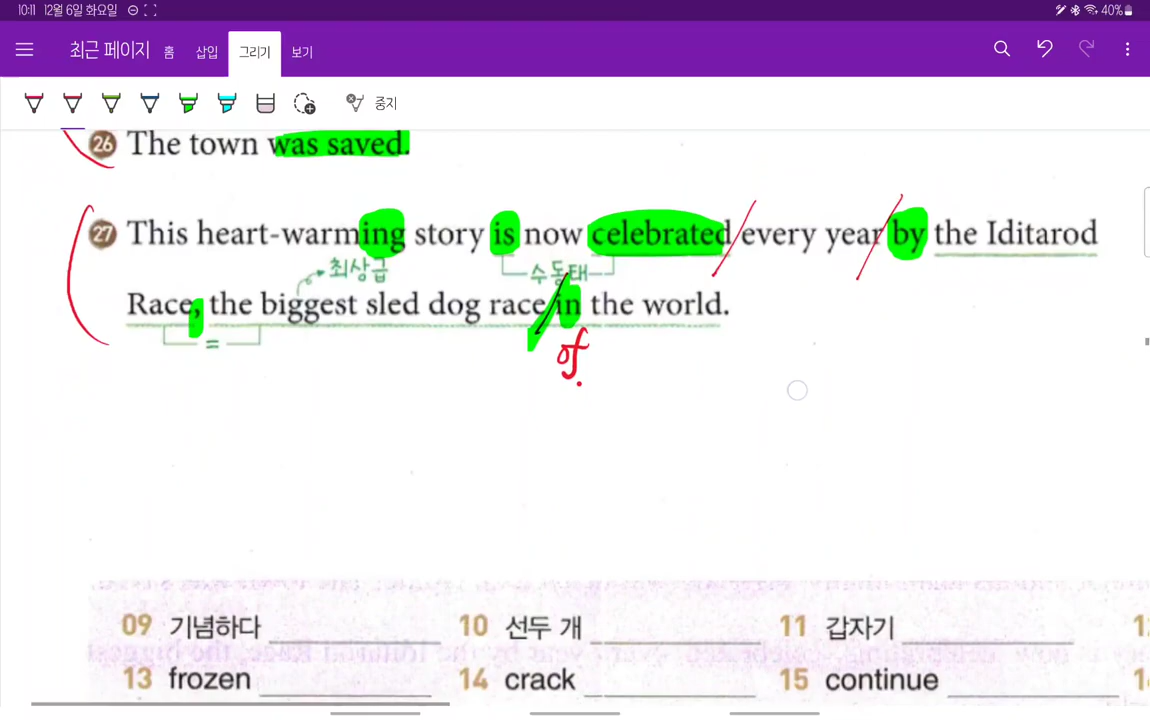 10:11 12월 6일 화요일
40%
최근 페이지 홈 삽입 그리기 보기
중지
26 The town was saved.
27 This heart-warming story is now celebrated every year by the Iditarod
최상급 수동태
Race, the biggest sled dog race in the world.
=
of
09 기념하다 10 선두 개 11 갑자기
13 frozen 14 crack 15 continue